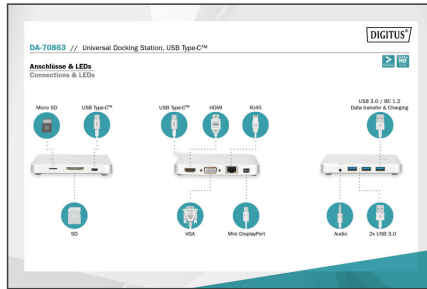 DIGITUS®
DA-70863 // Universal Docking Station, USB Type-C™
Anschlüsse & LEDs
Connections & LEDs
Micro SD
USB Type-C™
USB Type-C™
HDMI
RJ45
USB 3.0 / BC 1.2
Data transfer & Charging
SD
VGA
Mini DisplayPort
Audio
2x USB 3.0